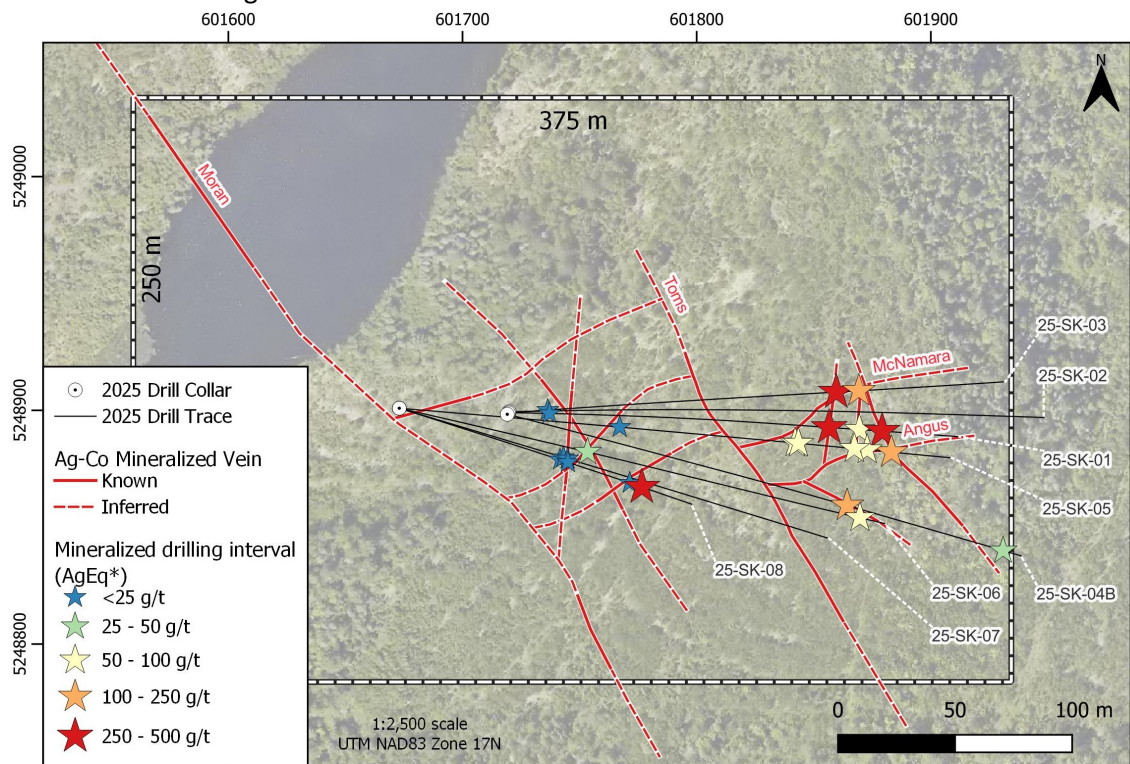 601600
601700
601800
601900
N
375 m
250 m
5249000
5248900
5248800
Moran
Toms
McNamara
Angus
25-SK-03
25-SK-02
25-SK-01
25-SK-05
25-SK-08
25-SK-06
25-SK-04B
25-SK-07
2025 Drill Collar
2025 Drill Trace
Ag-Co Mineralized Vein
Known
Inferred
Mineralized drilling interval
(AgEq*)
<25 g/t
25 - 50 g/t
50 - 100 g/t
100 - 250 g/t
250 - 500 g/t
1:2,500 scale
UTM NAD83 Zone 17N
0 50 100 m